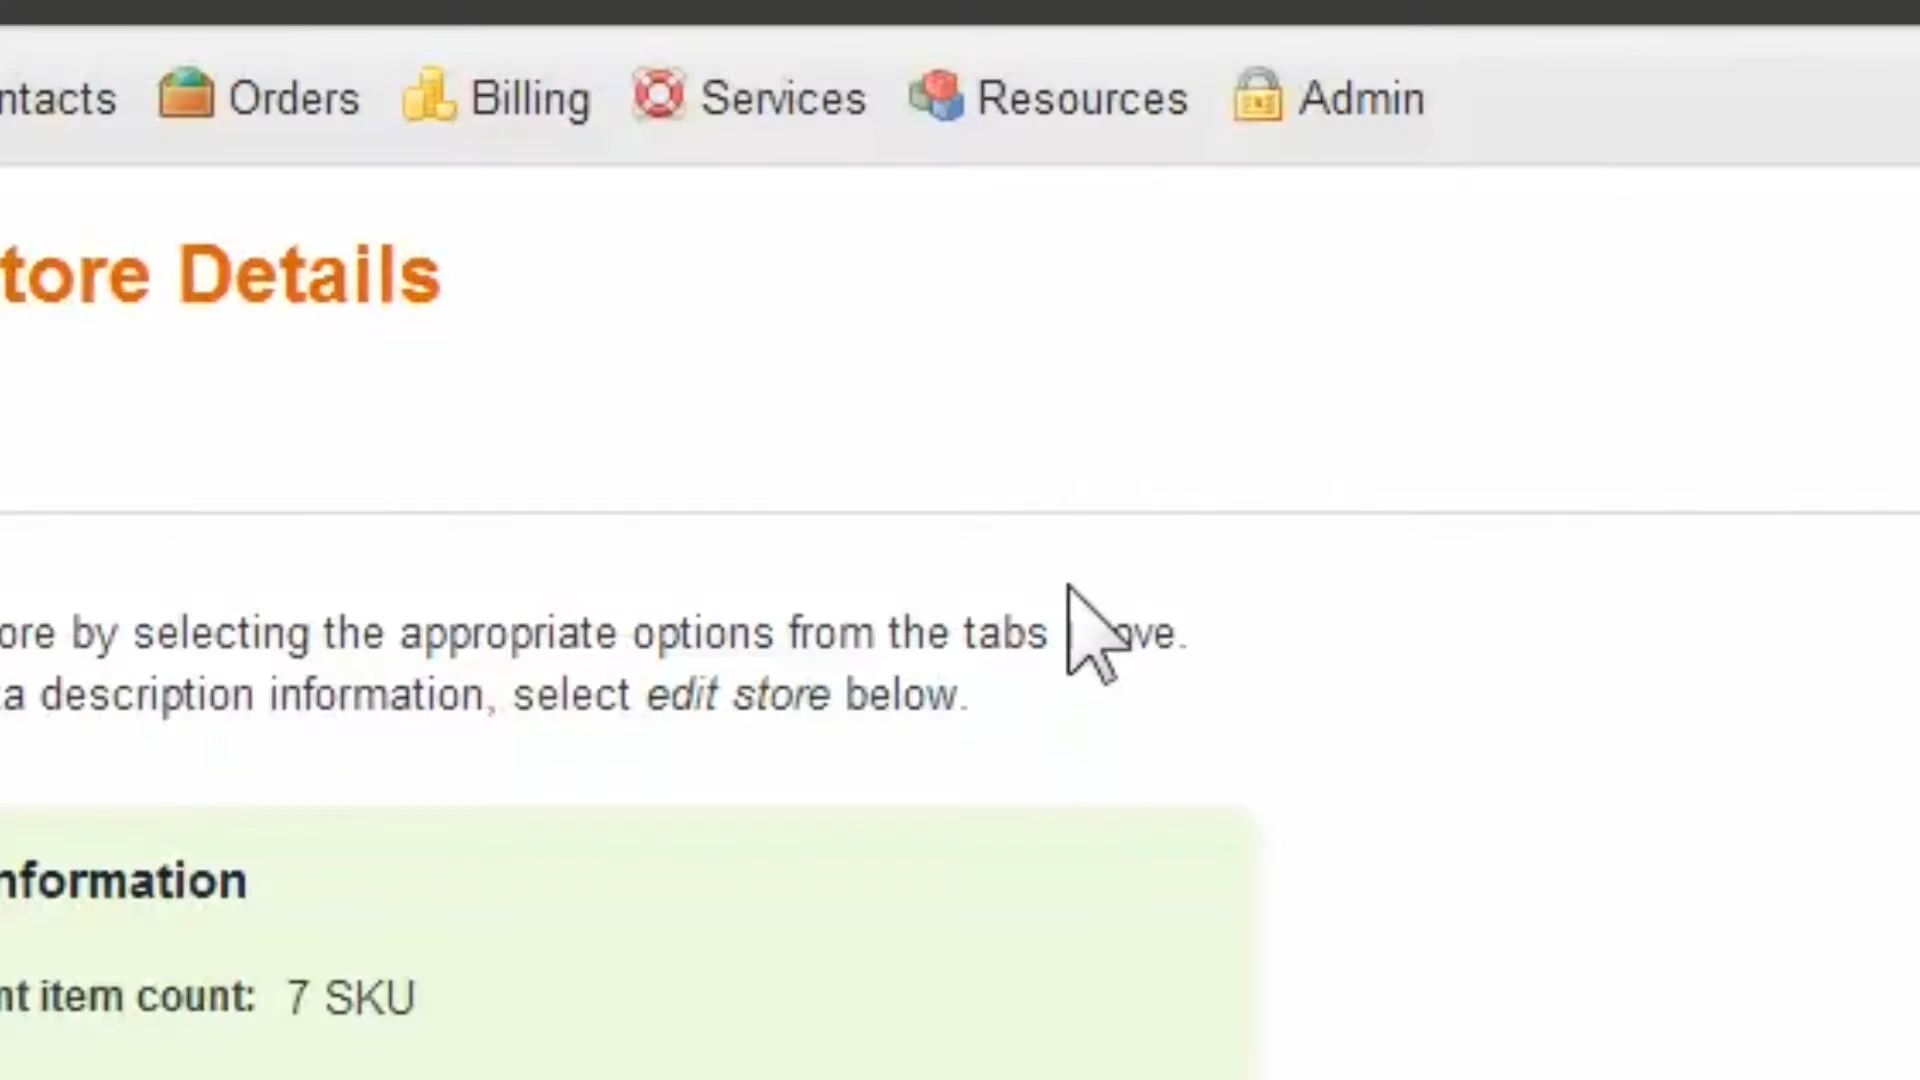 ntacts Orders Billing Services Resources Admin
tore Details
ore by selecting the appropriate options from the tabs ve.
a description information, select edit store below.
nformation
nt item count: 7 SKU